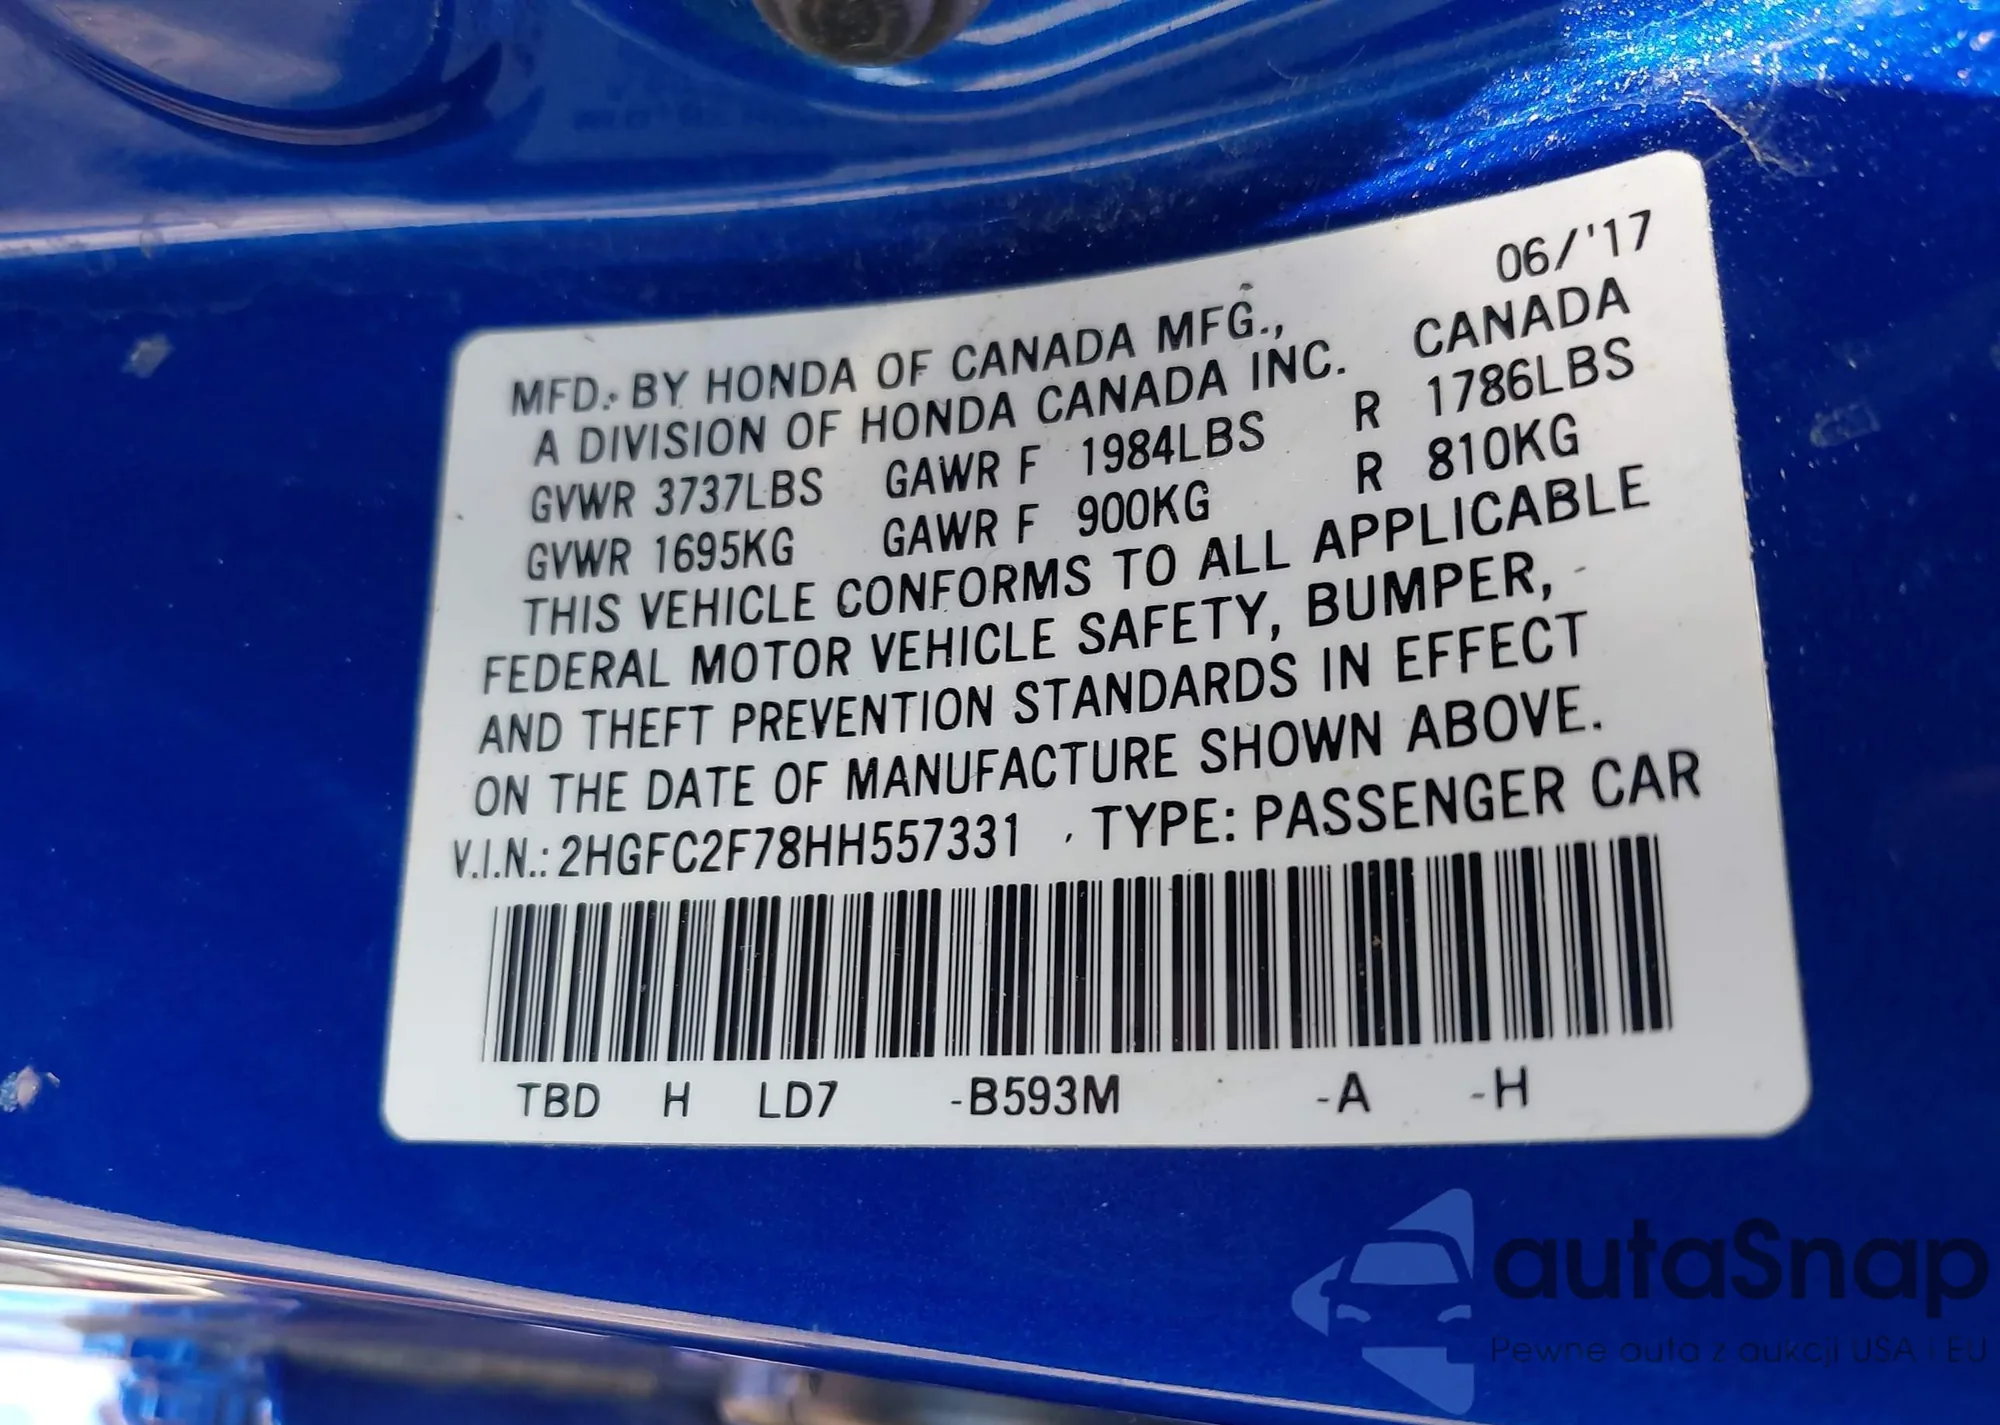 06/'17
MFD. BY HONDA OF CANADA MFG.,
A DIVISION OF HONDA CANADA INC. CANADA
GVWR 3737LBS GAWR F 1984LBS R 1786LBS
GVWR 1695KG GAWR F 900KG R 810KG
THIS VEHICLE CONFORMS TO ALL APPLICABLE
FEDERAL MOTOR VEHICLE SAFETY, BUMPER,
AND THEFT PREVENTION STANDARDS IN EFFECT
ON THE DATE OF MANUFACTURE SHOWN ABOVE.
V.I.N.: 2HGFC2F78HH557331 TYPE: PASSENGER CAR
TBD H LD7 -B593M -A -H
autaSnap
Pewne auta z aukcji USA i EU